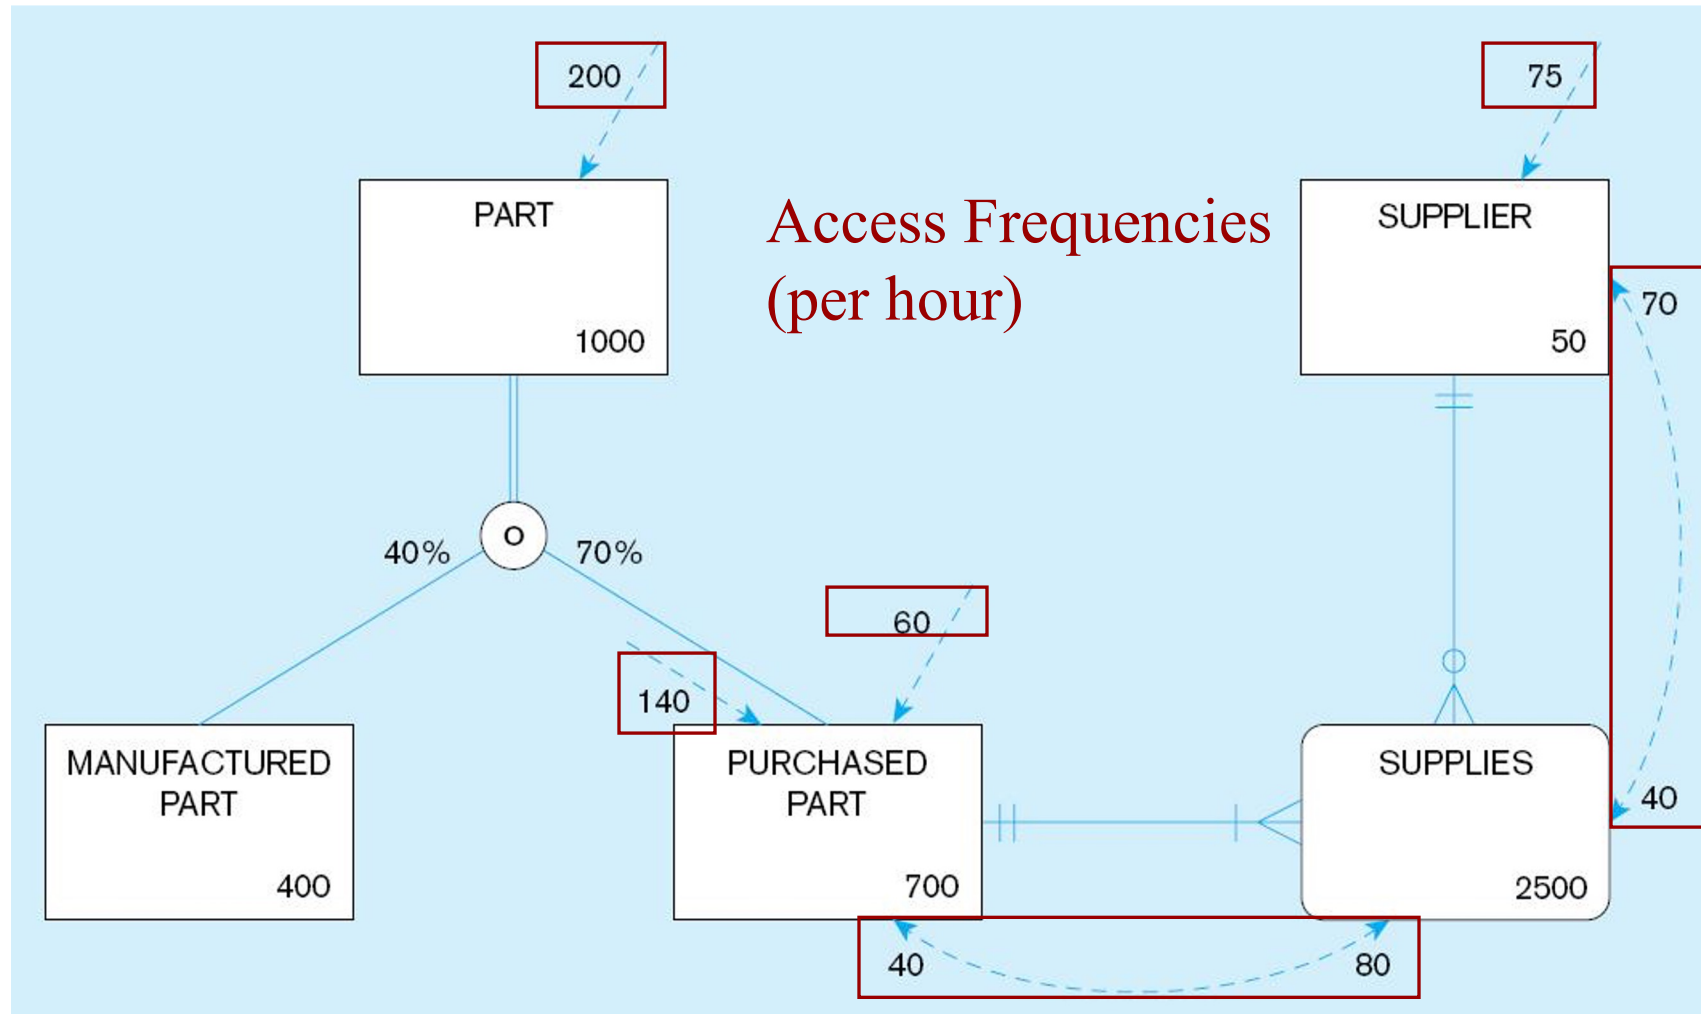 200
75
PART
1000
Access Frequencies
(per hour)
SUPPLIER
50
70
40%
O
70%
60
140
MANUFACTURED
PART
400
PURCHASED
PART
700
SUPPLIES
2500
40
40
80